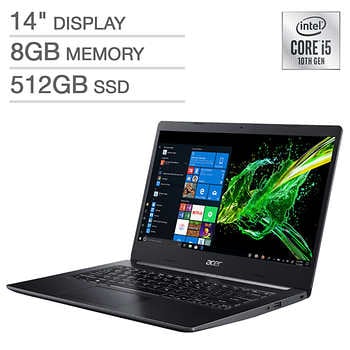 14" DISPLAY
8GB MEMORY
512GB SSD
intel
CORE i5
10TH GEN
acer